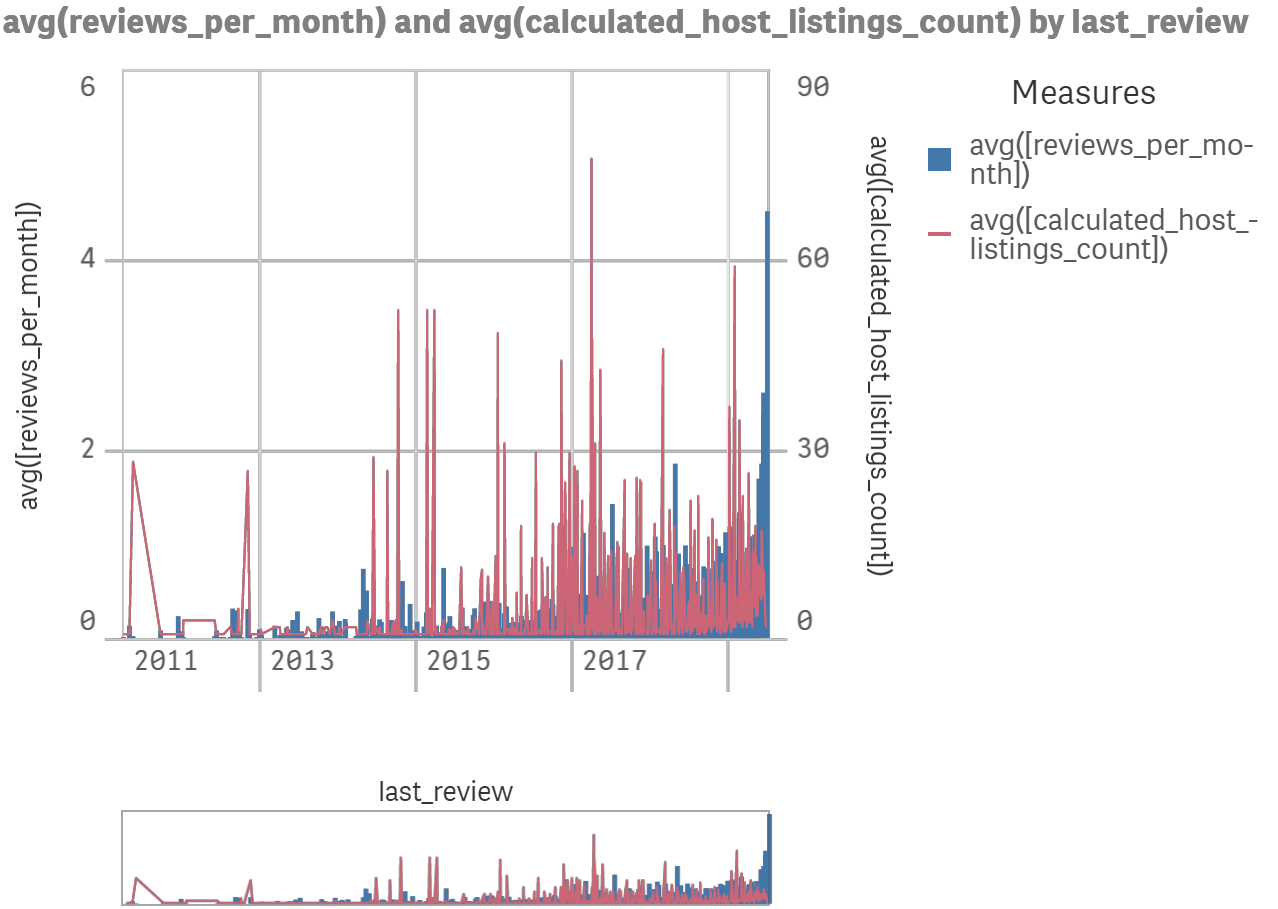 avg(reviews_per_month) and avg(calculated_host_listings_count) by last_review
6
4
2
0
avg([reviews_per_month])
90
60
30
0
avg([calculated_host_listings_count])
Measures
avg([reviews_per_mo-
nth])
avg([calculated_host_-
listings_count])
2011 2013 2015 2017
last_review